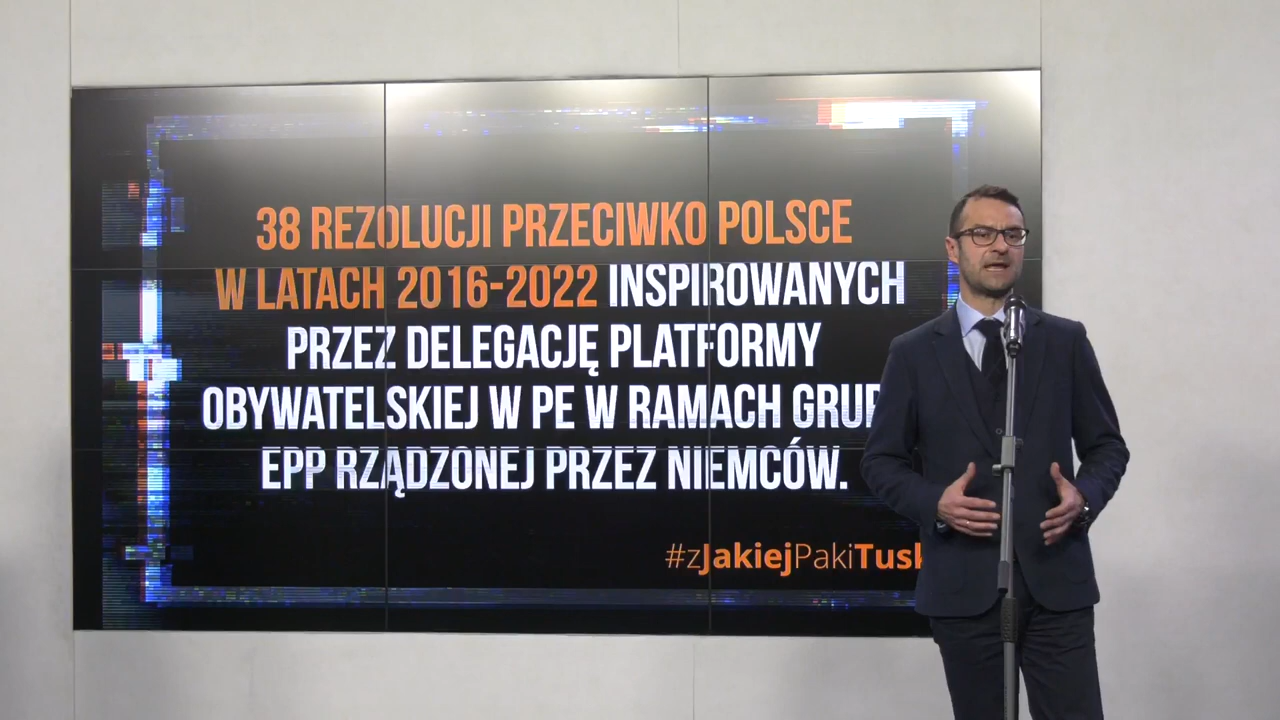 38 REZOLUCJI PRZECIWKO POLSCE
W LATACH 2016-2022 INSPIROWANYCH
PRZEZ DELEGACJĘ PLATFORMY
OBYWATELSKIEJ W PE W RAMACH
EPP RZĄDZONEJ PRZEZ NIEMCÓW.
#zJakiejPakiTusk